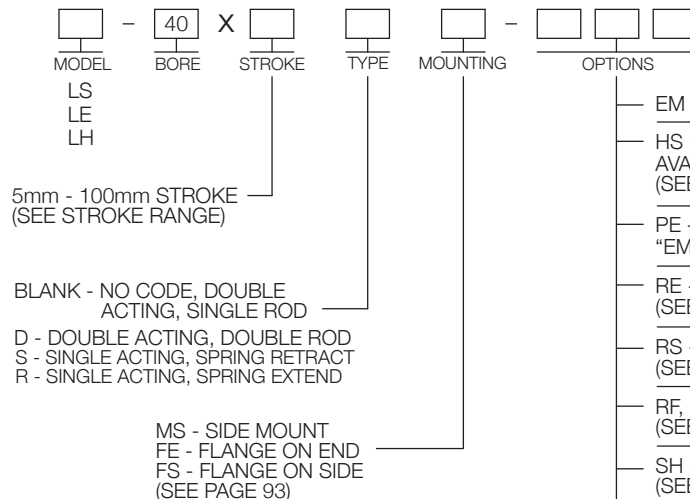 – 40 X –
MODEL BORE STROKE TYPE MOUNTING OPTIONS
LS
LE
LH
5mm - 100mm STROKE
(SEE STROKE RANGE)
BLANK - NO CODE, DOUBLE
ACTING, SINGLE ROD
D - DOUBLE ACTING, DOUBLE ROD
S - SINGLE ACTING, SPRING RETRACT
R - SINGLE ACTING, SPRING EXTEND
MS - SIDE MOUNT
FE - FLANGE ON END
FS - FLANGE ON SIDE
(SEE PAGE 93)
EM
HS
PE -
“EM
RE -
RS -
RF,
SH